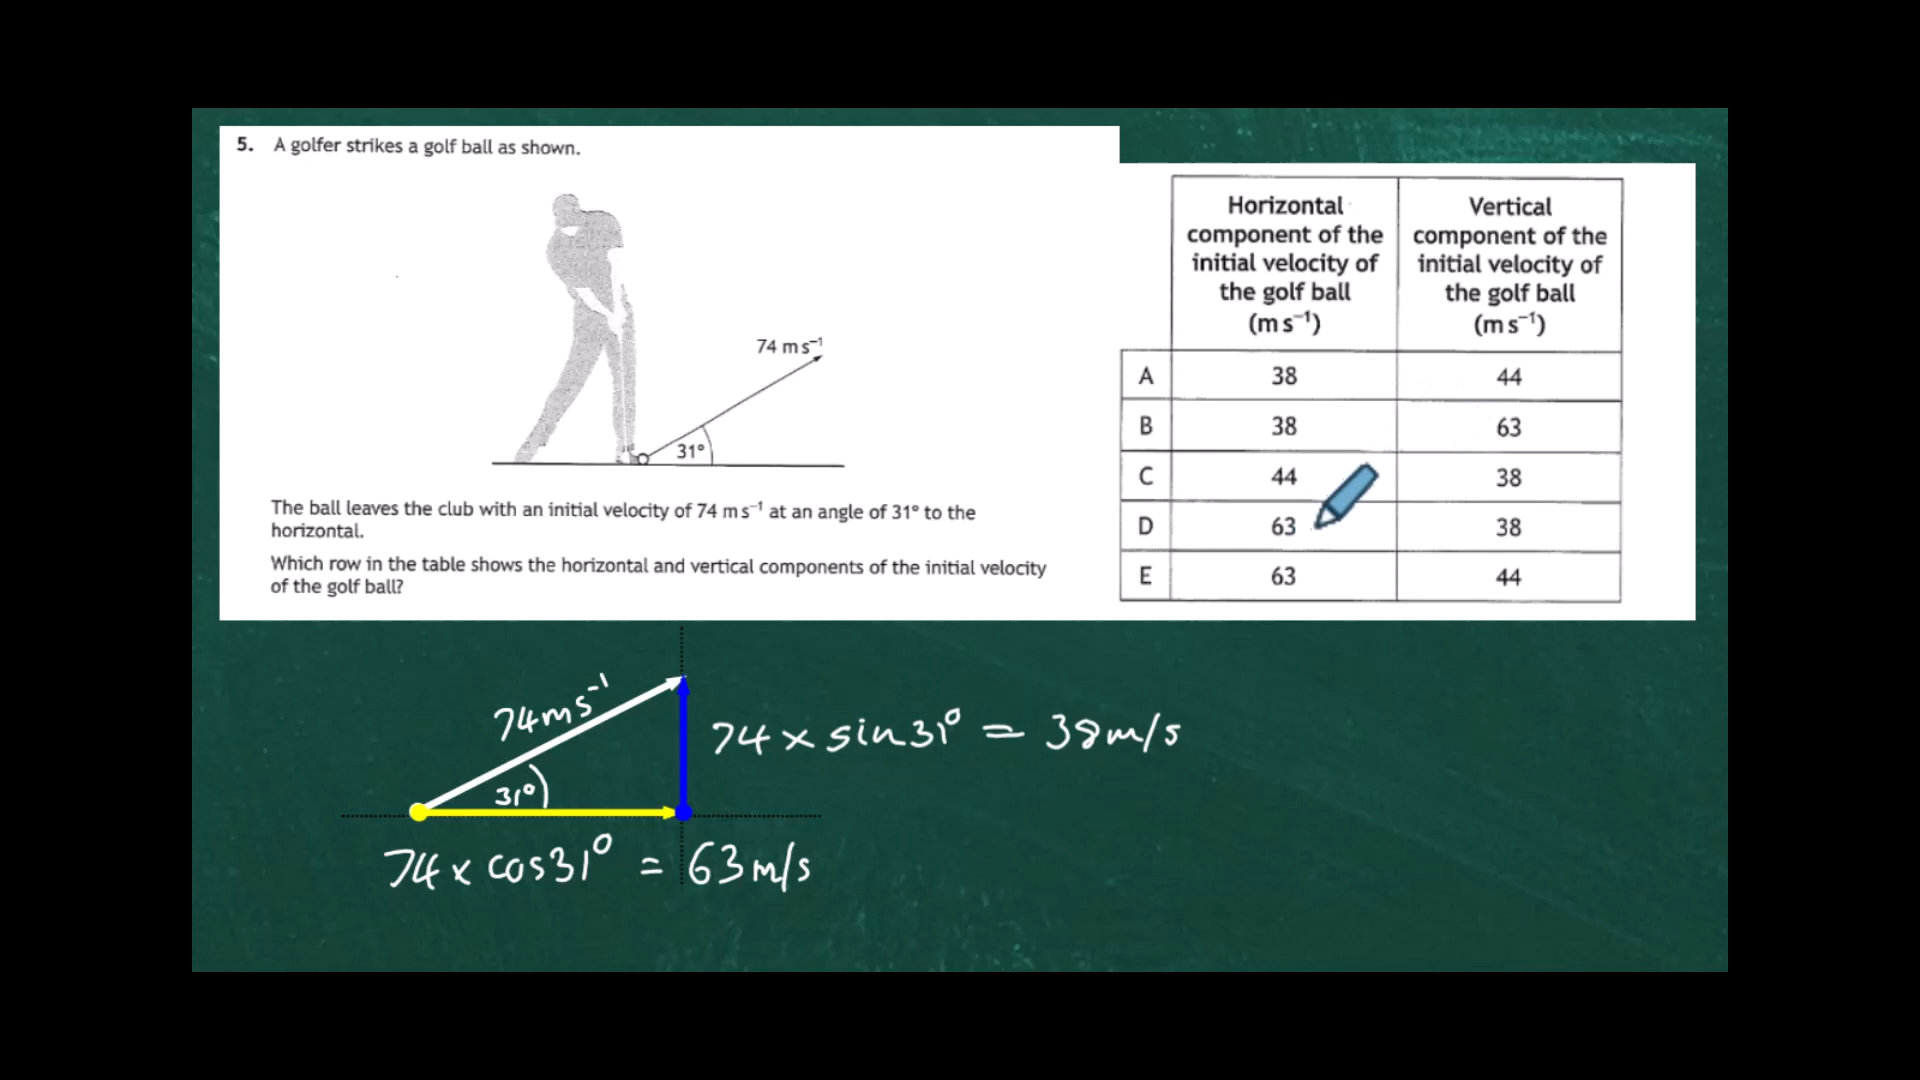 5. A golfer strikes a golf ball as shown.
74 m s⁻¹
31°
The ball leaves the club with an initial velocity of 74 m s⁻¹ at an angle of 31° to the
horizontal.
Which row in the table shows the horizontal and vertical components of the initial velocity
of the golf ball?
Horizontal component of the initial velocity of the golf ball (m s⁻¹)
Vertical component of the initial velocity of the golf ball (m s⁻¹)
A 38 44
B 38 63
C 44 38
D 63 38
E 63 44
74ms⁻¹
31°
74 x sin31° = 38m/s
74 x cos31° = 63m/s